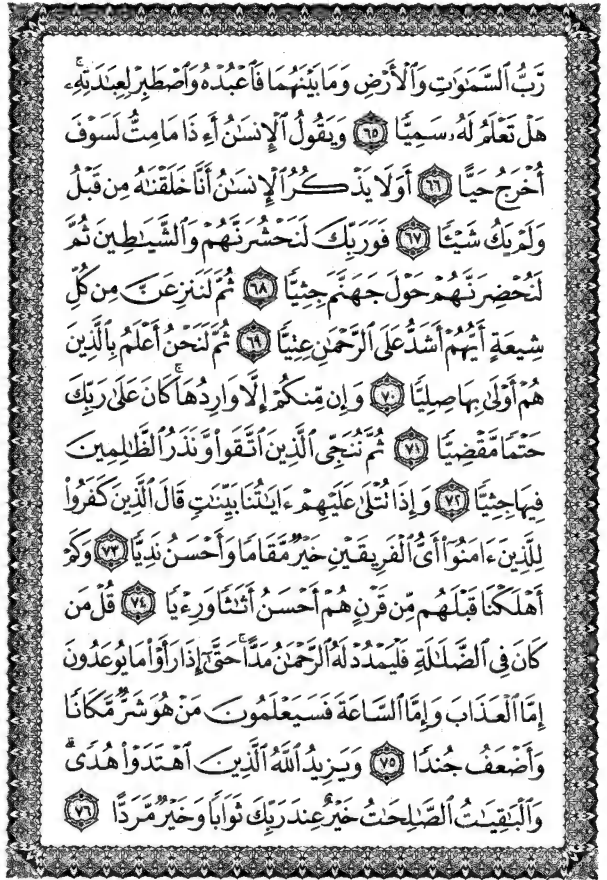 رَّبُّ ٱلسَّمَٰوَٰتِ وَٱلْأَرْضِ وَمَا بَيْنَهُمَا فَٱعْبُدْهُ وَٱصْطَبِرْ لِعِبَٰدَتِهِۦۚ
هَلْ تَعْلَمُ لَهُۥ سَمِيًّا ٦٥ وَيَقُولُ ٱلْإِنسَٰنُ أَءِذَا مَا مِتُّ لَسَوْفَ
أُخْرَجُ حَيًّا ٦٦ أَوَلَا يَذْكُرُ ٱلْإِنسَٰنُ أَنَّا خَلَقْنَٰهُ مِن قَبْلُ
وَلَمْ يَكُ شَيْـًٔا ٦٧ فَوَرَبِّكَ لَنَحْشُرَنَّهُمْ وَٱلشَّيَٰطِينَ ثُمَّ
لَنُحْضِرَنَّهُمْ حَوْلَ جَهَنَّمَ جِثِيًّا ٦٨ ثُمَّ لَنَنزِعَنَّ مِن كُلِّ
شِيعَةٍ أَيُّهُمْ أَشَدُّ عَلَى ٱلرَّحْمَٰنِ عِتِيًّا ٦٩ ثُمَّ لَنَحْنُ أَعْلَمُ بِٱلَّذِينَ
هُمْ أَوْلَىٰ بِهَا صِلِيًّا ٧٠ وَإِن مِّنكُمْ إِلَّا وَارِدُهَاۚ كَانَ عَلَىٰ رَبِّكَ
حَتْمًا مَّقْضِيًّا ٧١ ثُمَّ نُنَجِّى ٱلَّذِينَ ٱتَّقَوا۟ وَّنَذَرُ ٱلظَّٰلِمِينَ
فِيهَا جِثِيًّا ٧٢ وَإِذَا تُتْلَىٰ عَلَيْهِمْ ءَايَٰتُنَا بَيِّنَٰتٍ قَالَ ٱلَّذِينَ كَفَرُوا۟
لِلَّذِينَ ءَامَنُوٓا۟ أَىُّ ٱلْفَرِيقَيْنِ خَيْرٌ مَّقَامًا وَأَحْسَنُ نَدِيًّا ٧٣ وَكَمْ
أَهْلَكْنَا قَبْلَهُم مِّن قَرْنٍ هُمْ أَحْسَنُ أَثَٰثًا وَرِءْيًا ٧٤ قُلْ مَن
كَانَ فِى ٱلضَّلَٰلَةِ فَلْيَمْدُدْ لَهُ ٱلرَّحْمَٰنُ مَدًّاۚ حَتَّىٰٓ إِذَا رَأَوْا۟ مَا يُوعَدُونَ
إِمَّا ٱلْعَذَابَ وَإِمَّا ٱلسَّاعَةَ فَسَيَعْلَمُونَ مَنْ هُوَ شَرٌّ مَّكَانًا
وَأَضْعَفُ جُندًا ٧٥ وَيَزِيدُ ٱللَّهُ ٱلَّذِينَ ٱهْتَدَوْا۟ هُدًىۗ
وَٱلْبَٰقِيَٰتُ ٱلصَّٰلِحَٰتُ خَيْرٌ عِندَ رَبِّكَ ثَوَابًا وَخَيْرٌ مَّرَدًّا ٧٦